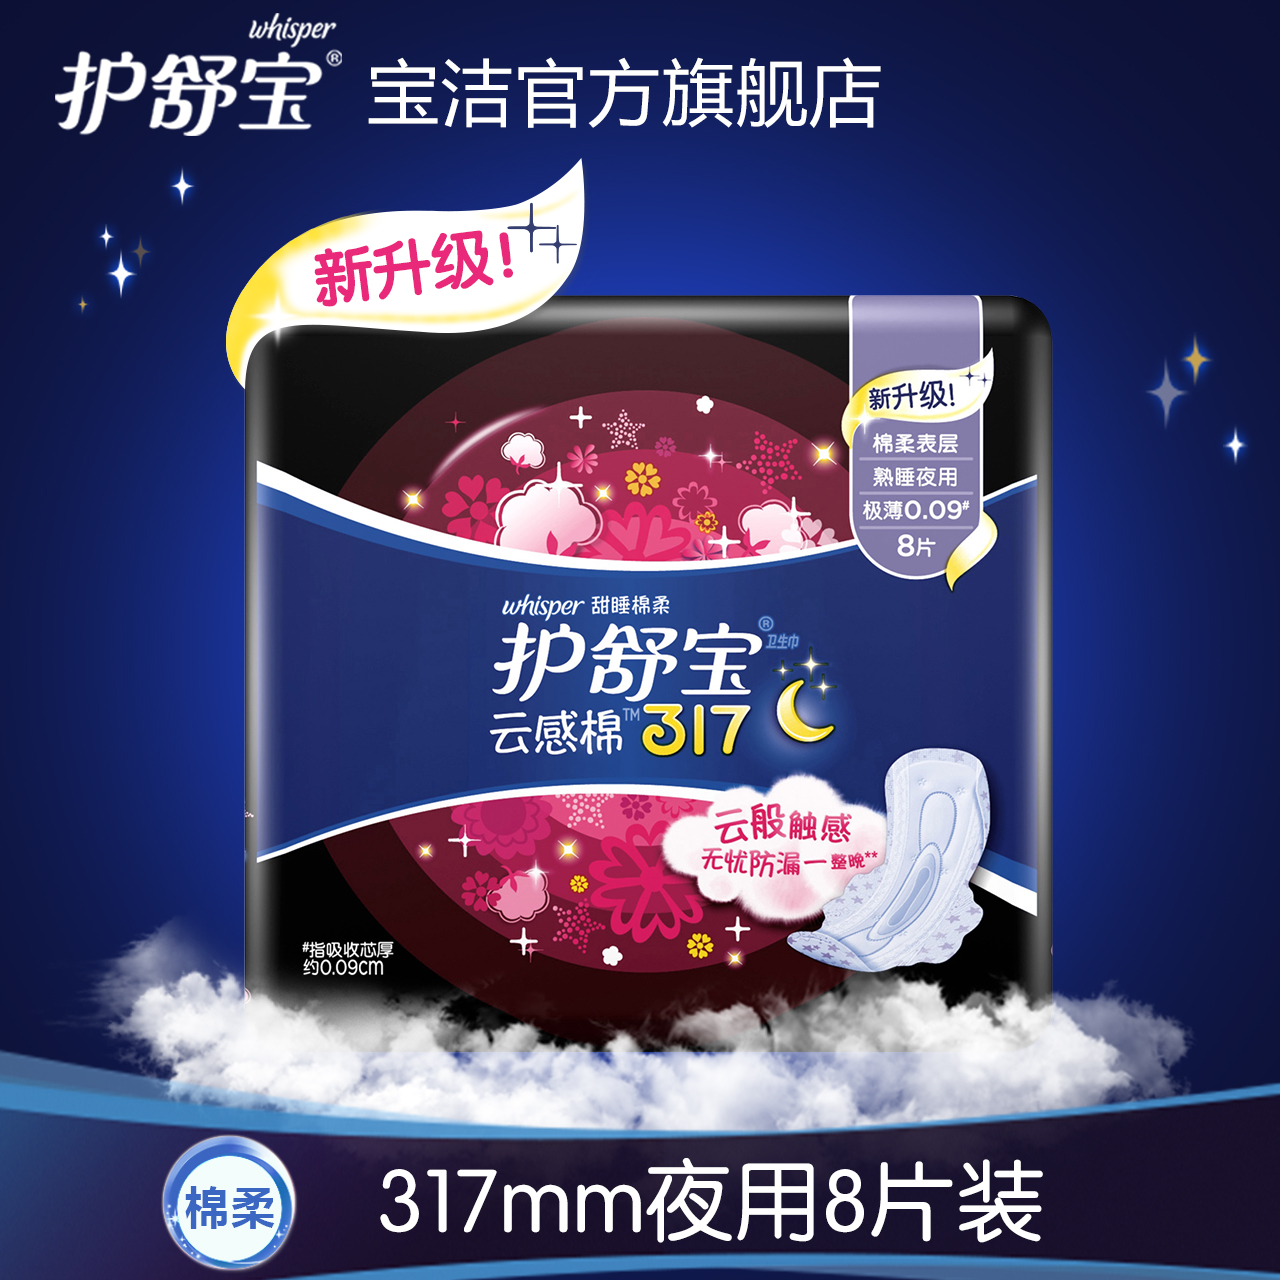 whisper
护舒宝®
宝洁官方旗舰店
新升级!
新升级!
棉柔表层
熟睡夜用
极薄0.09#
8片
whisper 甜睡棉柔
护舒宝®
卫生巾
云感棉™317
云般触感
无忧防漏一整晚**
#指吸收芯厚
约0.09cm
棉柔
317mm夜用8片装